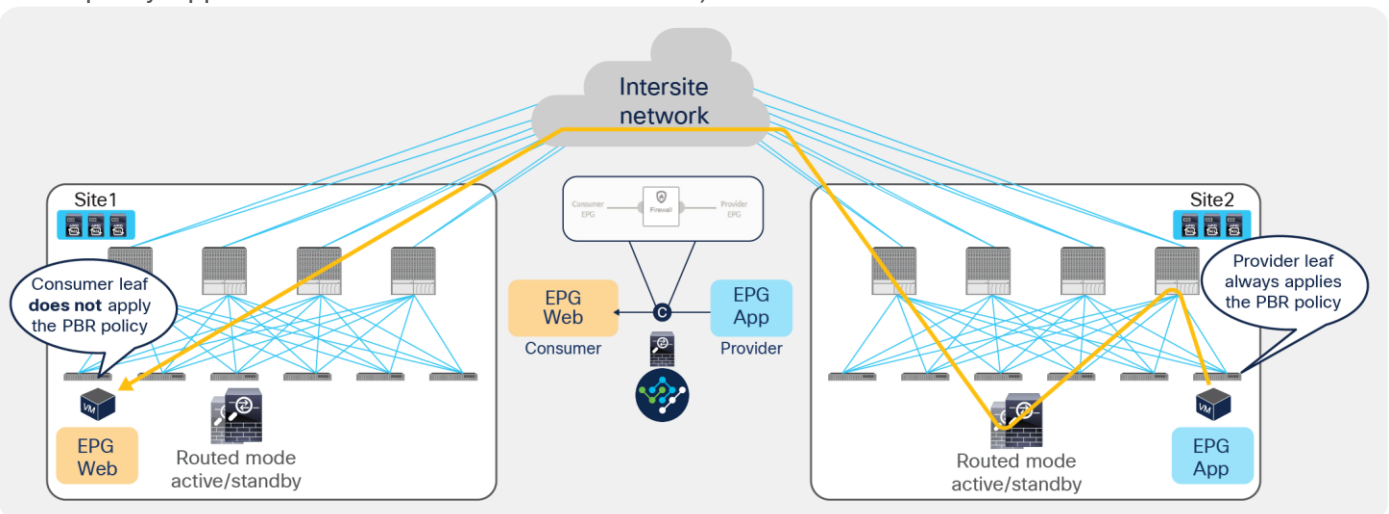 Intersite
network
Site1
Site2
Consumer leaf
does not apply
the PBR policy
Provider leaf
always applies
the PBR policy
Consumer
EPG
Firewall
Provider
EPG
EPG
Web
Consumer
C
EPG
App
Provider
VM
EPG
Web
Routed mode
active/standby
Routed mode
active/standby
VM
EPG
App